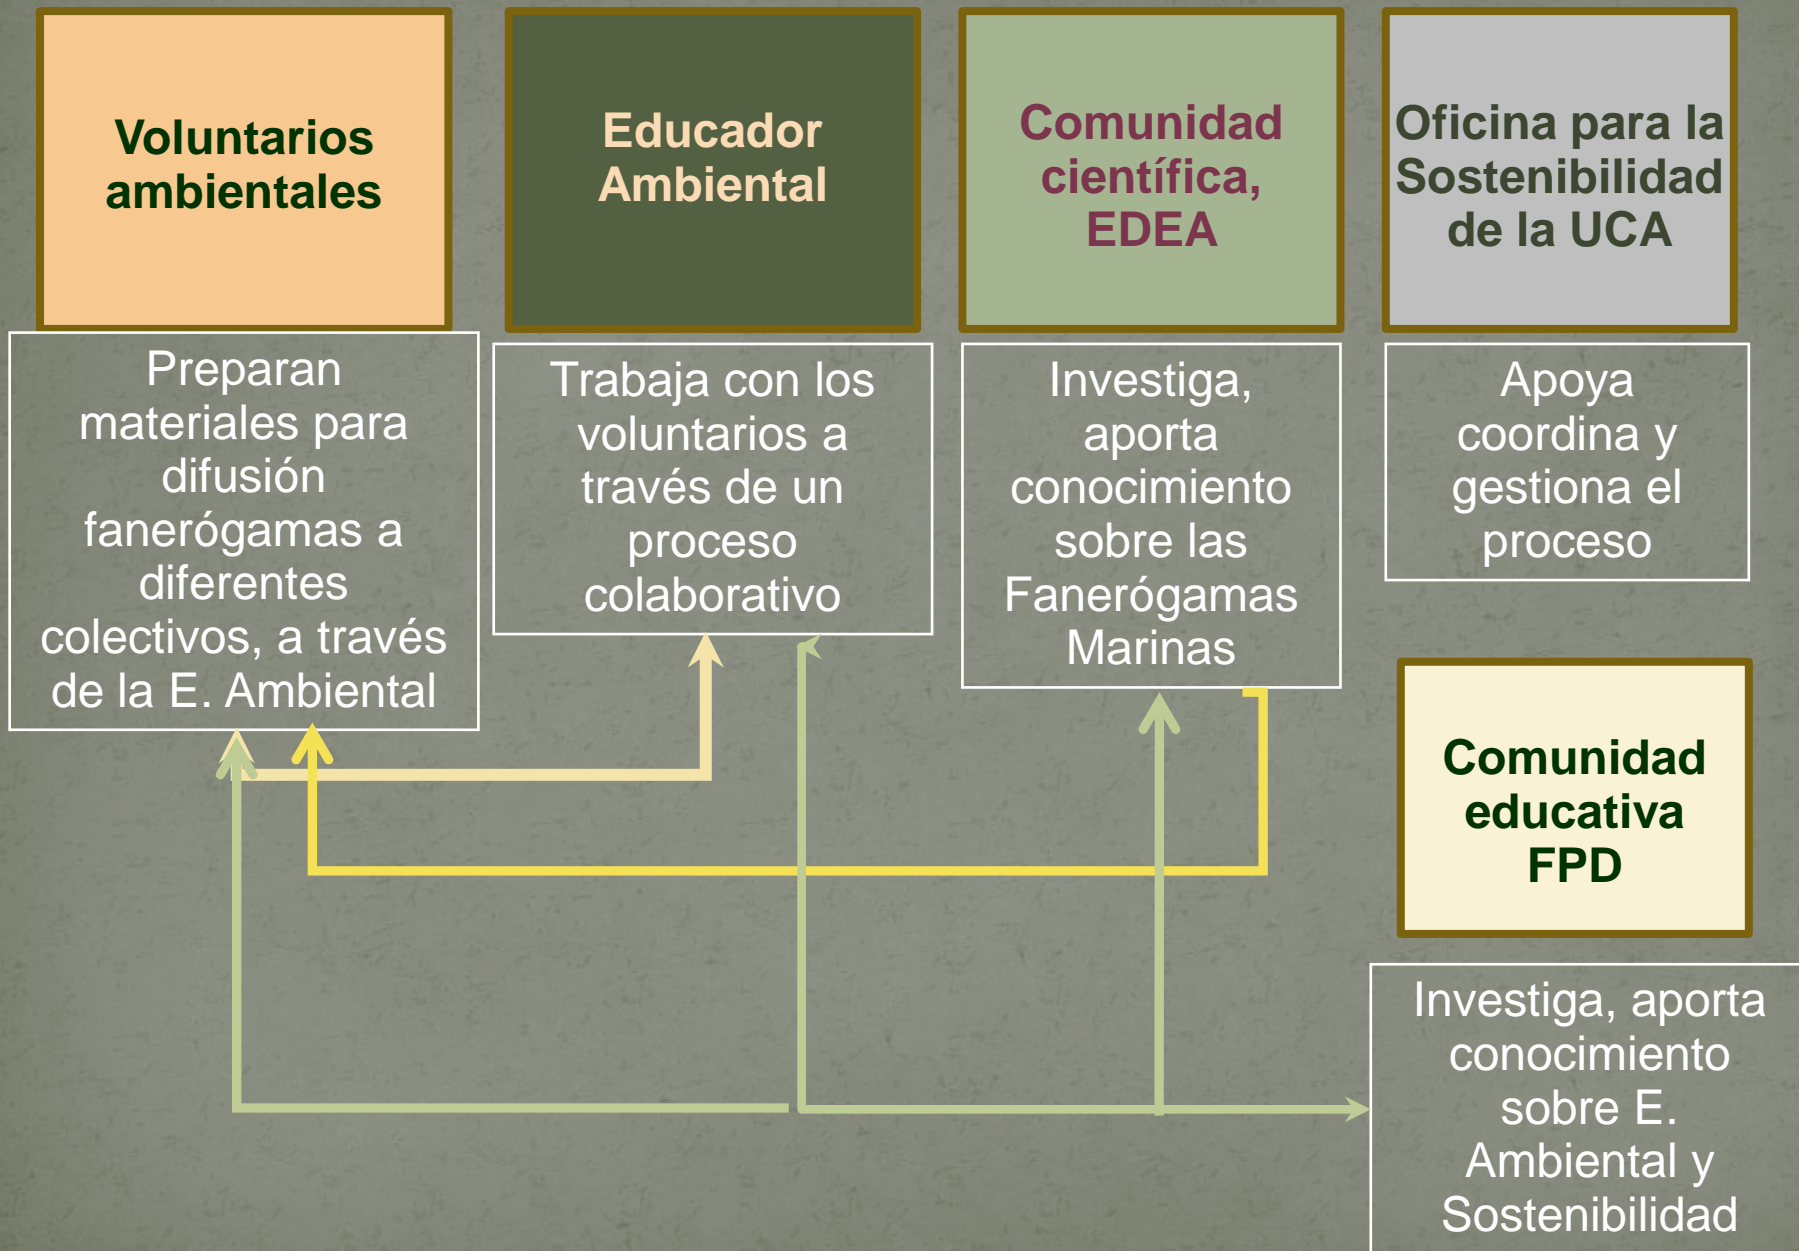 Voluntarios
ambientales
Educador
Ambiental
Comunidad
científica,
EDEA
Oficina para la
Sostenibilidad
de la UCA
Preparan
materiales para
difusión
fanerógamas a
diferentes
colectivos, a través
de la E. Ambiental
Trabaja con los
voluntarios a
través de un
proceso
colaborativo
Investiga,
aporta
conocimiento
sobre las
Fanerógamas
Marinas
Apoya
coordina y
gestiona el
proceso
Comunidad
educativa
FPD
Investiga, aporta
conocimiento
sobre E.
Ambiental y
Sostenibilidad